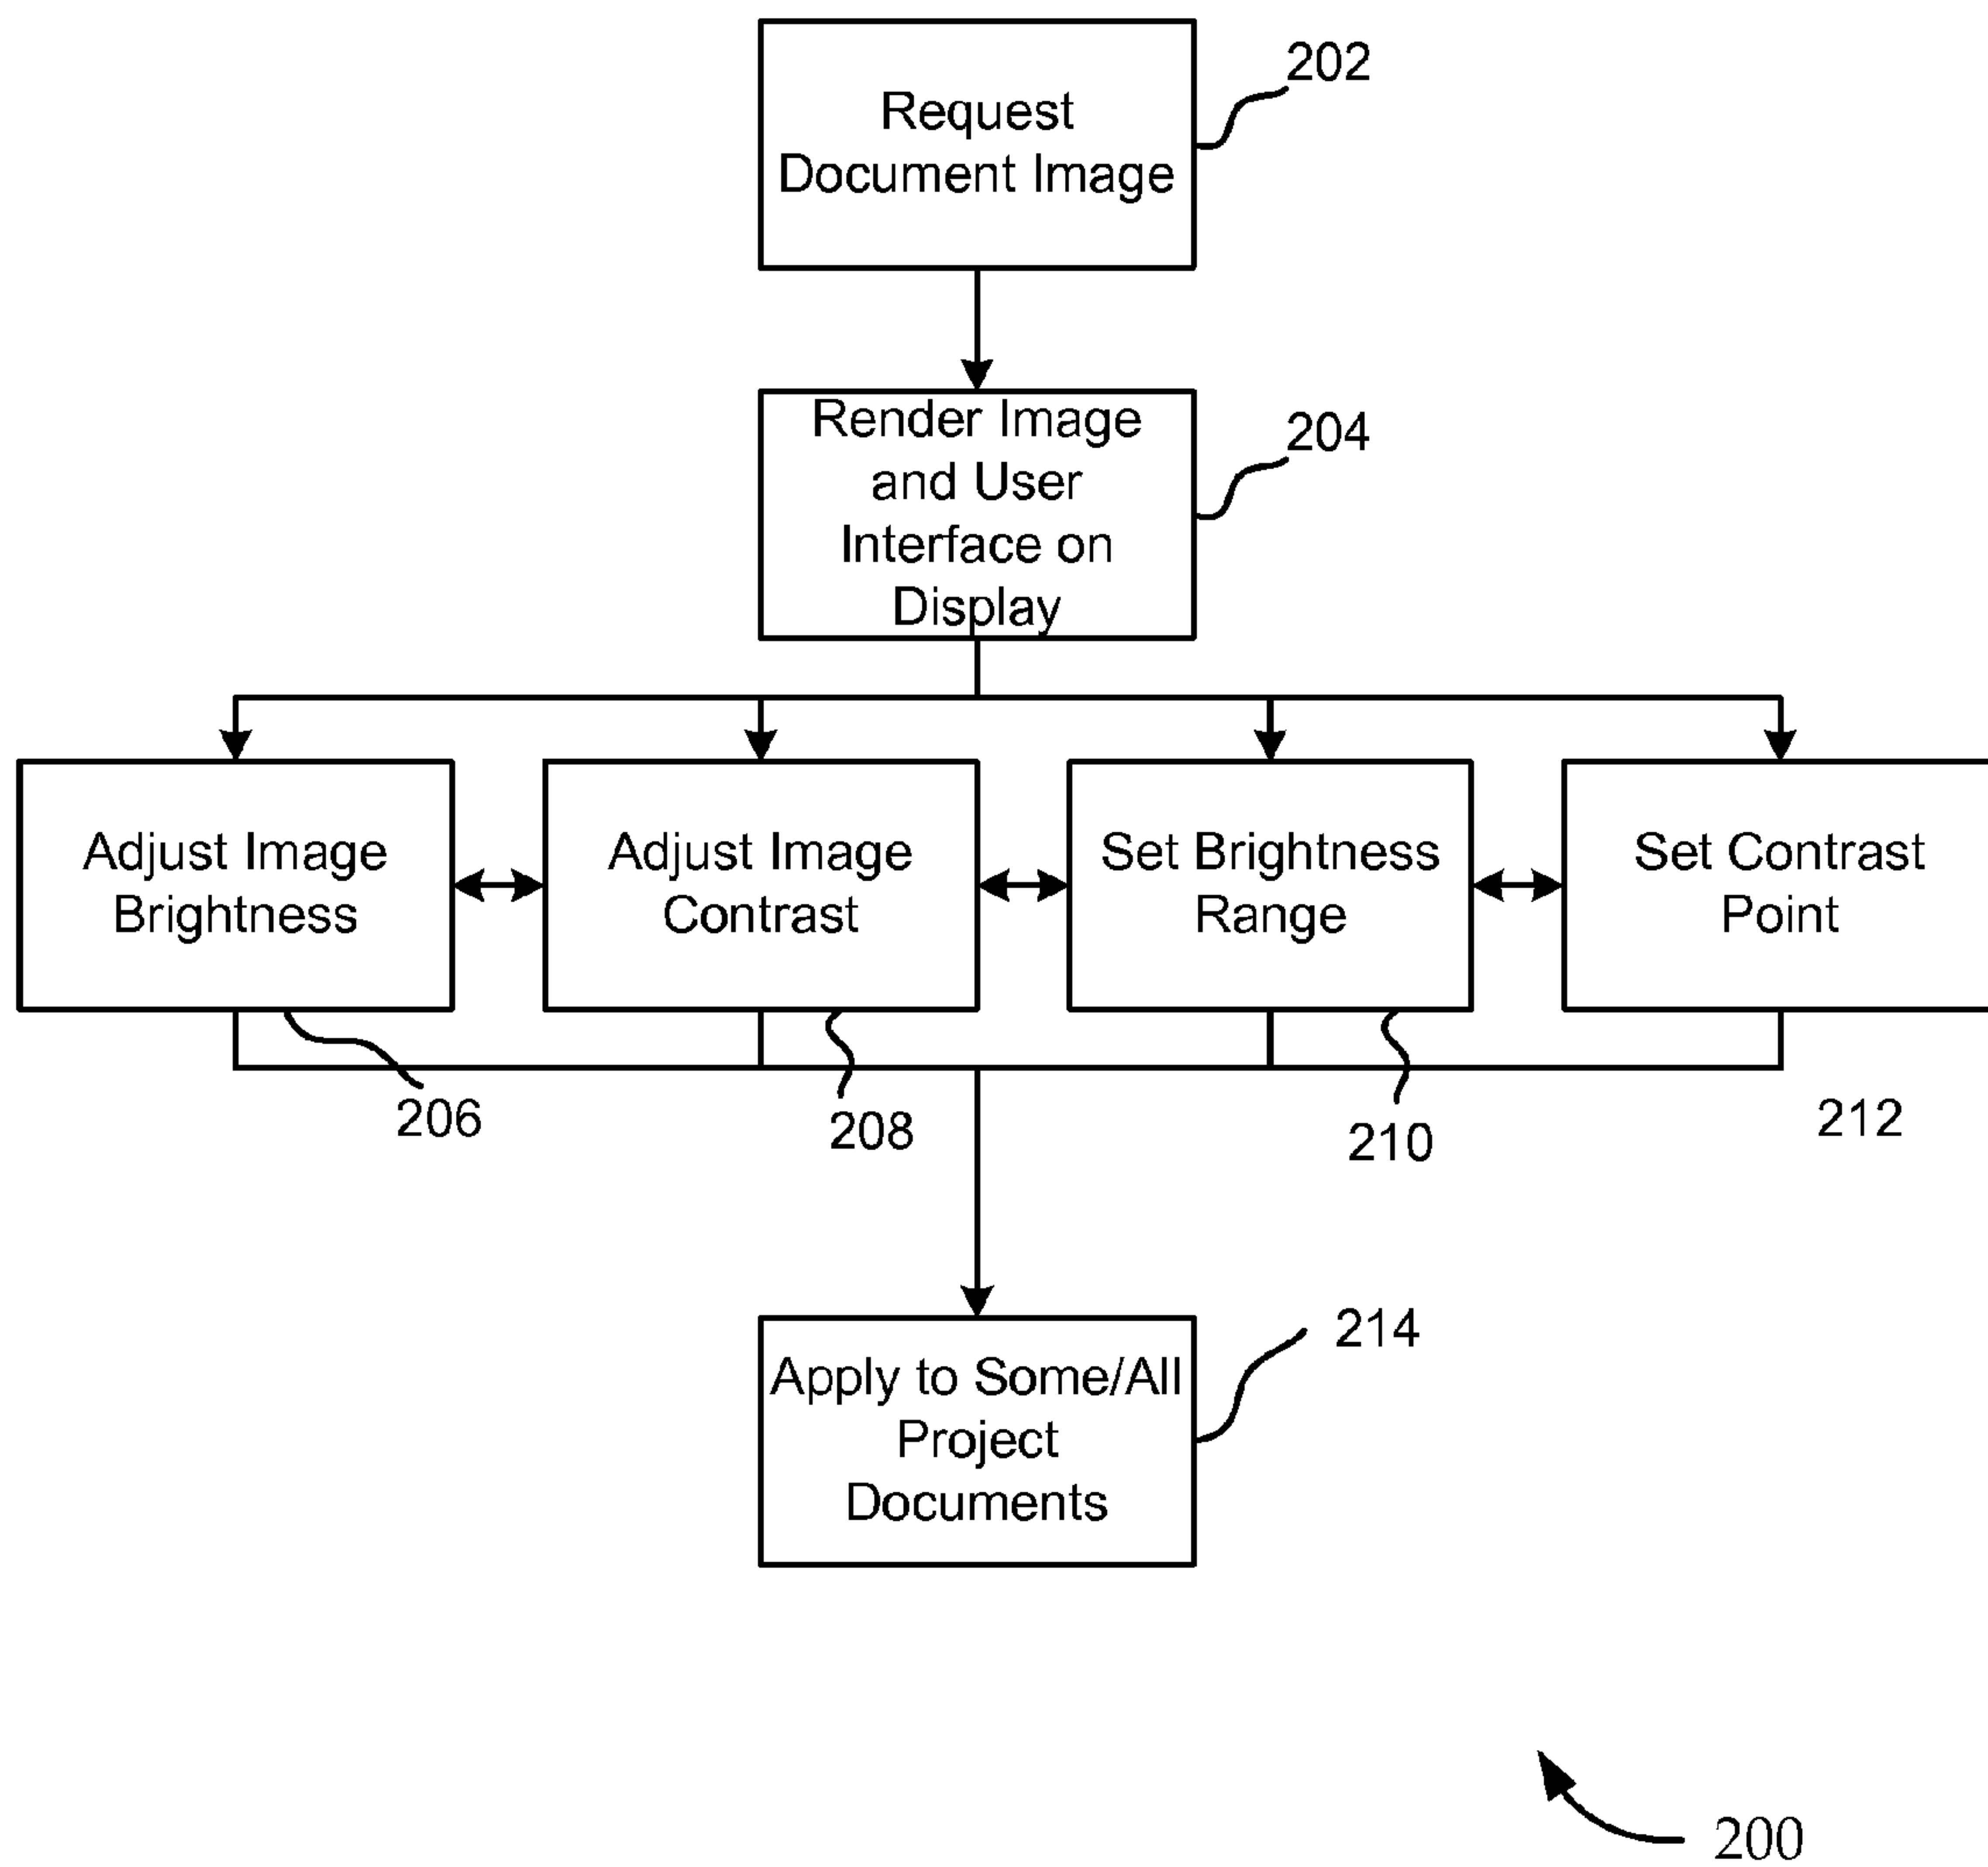 202
Request
Document Image
204
Render Image
and User
Interface on
Display
Adjust Image
Brightness
Adjust Image
Contrast
Set Brightness
Range
Set Contrast
Point
206
208
210
212
214
Apply to Some/All
Project
Documents
200